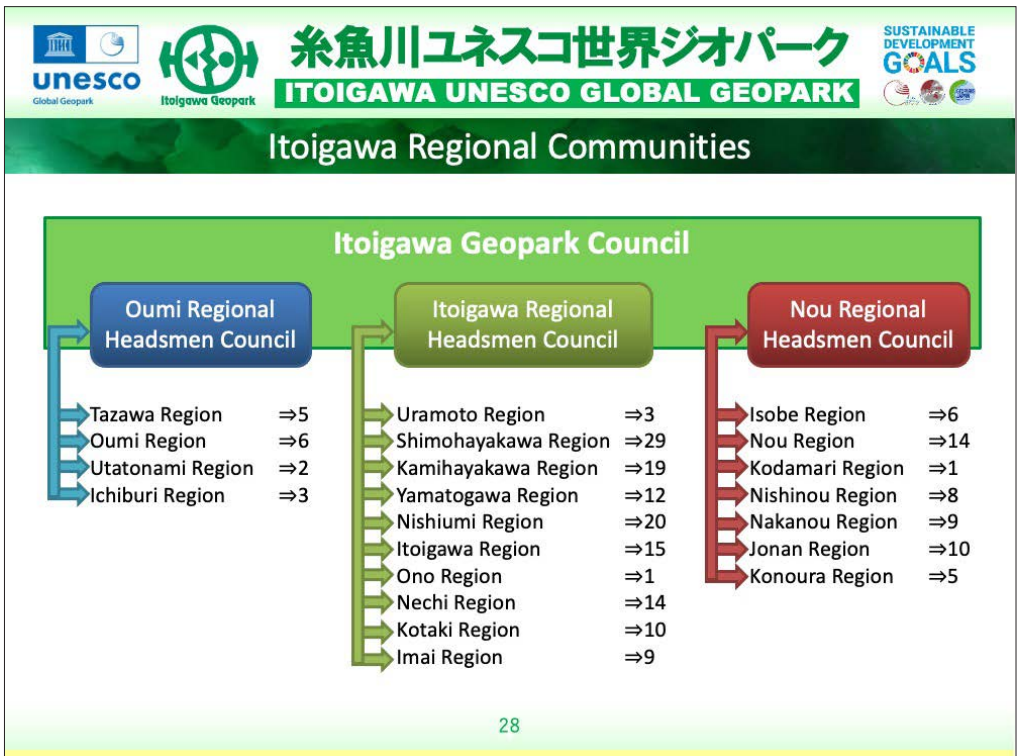 unesco
Global Geopark
Itoigawa Geopark
糸魚川ユネスコ世界ジオパーク
ITOIGAWA UNESCO GLOBAL GEOPARK
SUSTAINABLE
DEVELOPMENT
GOALS
Itoigawa Regional Communities
Itoigawa Geopark Council
Oumi Regional
Headsmen Council
Tazawa Region ⇒5
Oumi Region ⇒6
Utatonami Region ⇒2
Ichiburi Region ⇒3
Itoigawa Regional
Headsmen Council
Uramoto Region ⇒3
Shimohayakawa Region ⇒29
Kamihayakawa Region ⇒19
Yamatogawa Region ⇒12
Nishiumi Region ⇒20
Itoigawa Region ⇒15
Ono Region ⇒1
Nechi Region ⇒14
Kotaki Region ⇒10
Imai Region ⇒9
Nou Regional
Headsmen Council
Isobe Region ⇒6
Nou Region ⇒14
Kodamari Region ⇒1
Nishinou Region ⇒8
Nakanou Region ⇒9
Jonan Region ⇒10
Konoura Region ⇒5
28